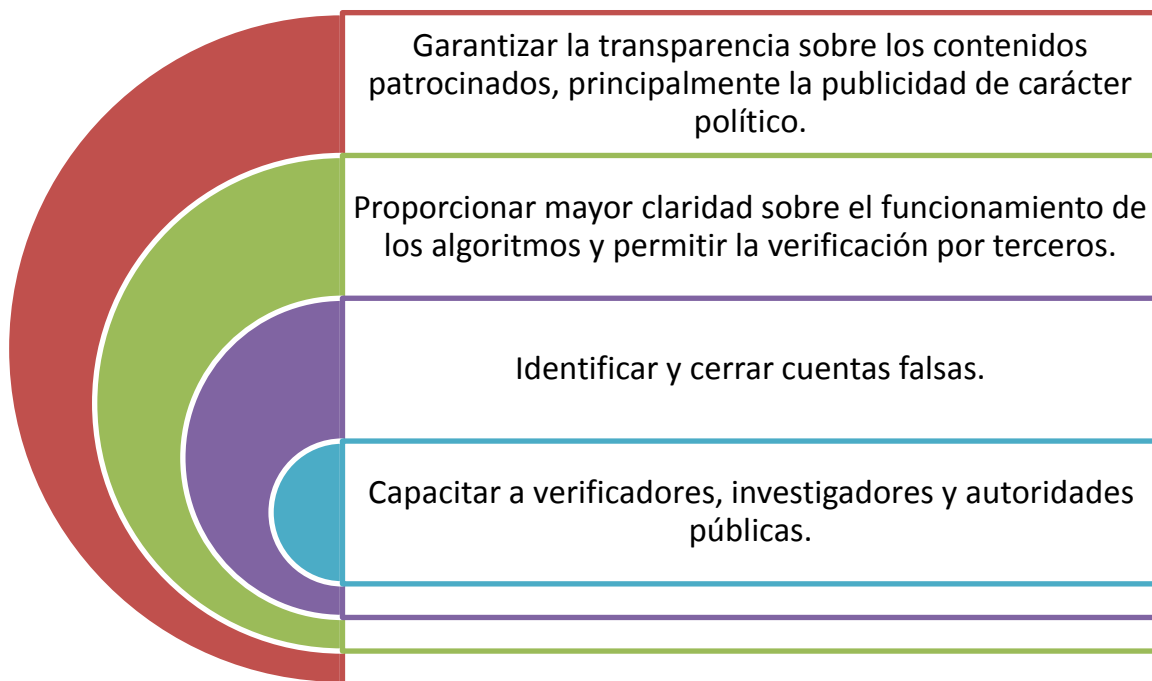 Garantizar la transparencia sobre los contenidos
patrocinados, principalmente la publicidad de carácter
político.
Proporcionar mayor claridad sobre el funcionamiento de
los algoritmos y permitir la verificación por terceros.
Identificar y cerrar cuentas falsas.
Capacitar a verificadores, investigadores y autoridades
públicas.